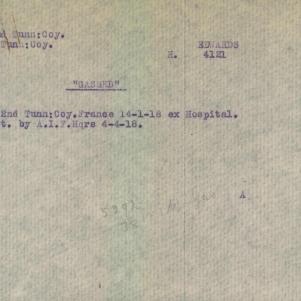 nd Tunn:Coy.
Tunn:Coy. EDWARDS
H. 4121
"GASSED"
2nd Tunn:Coy.France 14-1-18 ex Hospital.
t. by A.I.F.Hqrs 4-4-18.
A